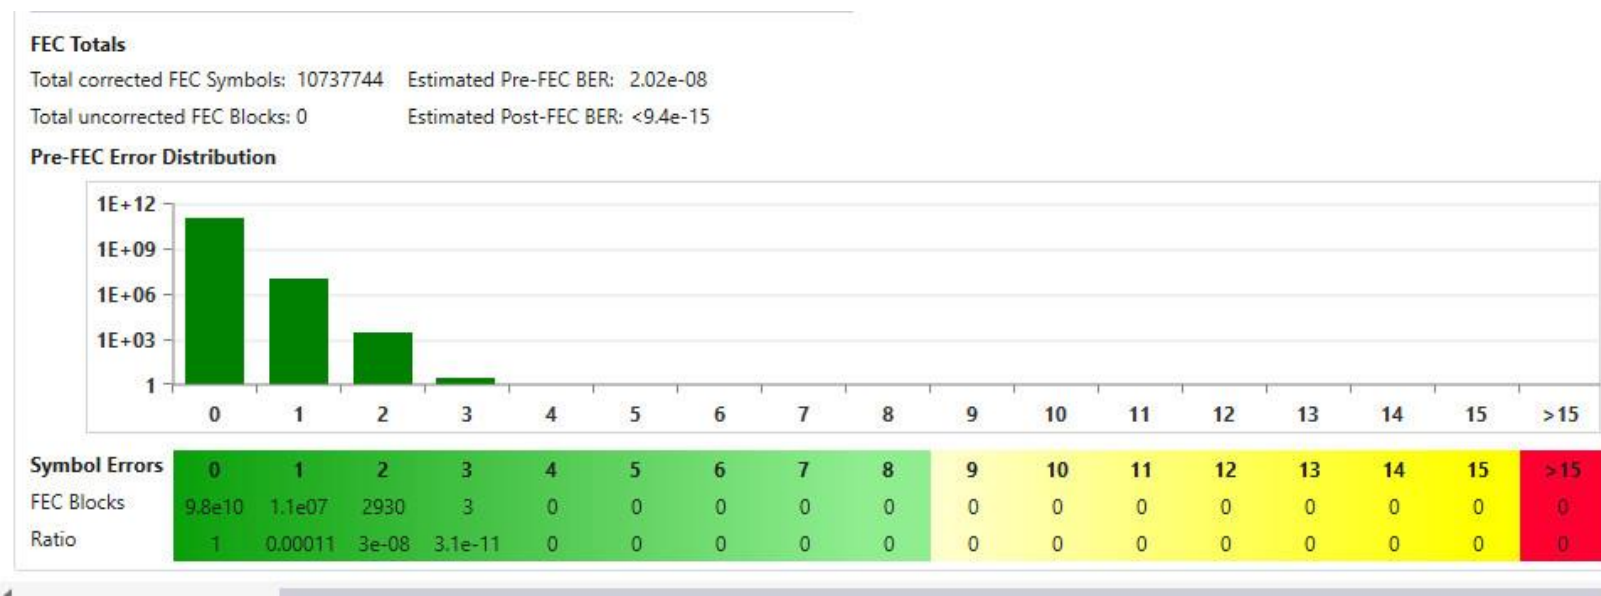 FEC Totals
Total corrected FEC Symbols: 10737744 Estimated Pre-FEC BER: 2.02e-08
Total uncorrected FEC Blocks: 0 Estimated Post-FEC BER: <9.4e-15
Pre-FEC Error Distribution
1E+12
1E+09
1E+06
1E+03
1
0 1 2 3 4 5 6 7 8 9 10 11 12 13 14 15 >15
Symbol Errors 0 1 2 3 4 5 6 7 8 9 10 11 12 13 14 15 >15
FEC Blocks 9.8e10 1.1e07 2930 3 0 0 0 0 0 0 0 0 0 0 0 0 0
Ratio 1 0.00011 3e-08 3.1e-11 0 0 0 0 0 0 0 0 0 0 0 0 0